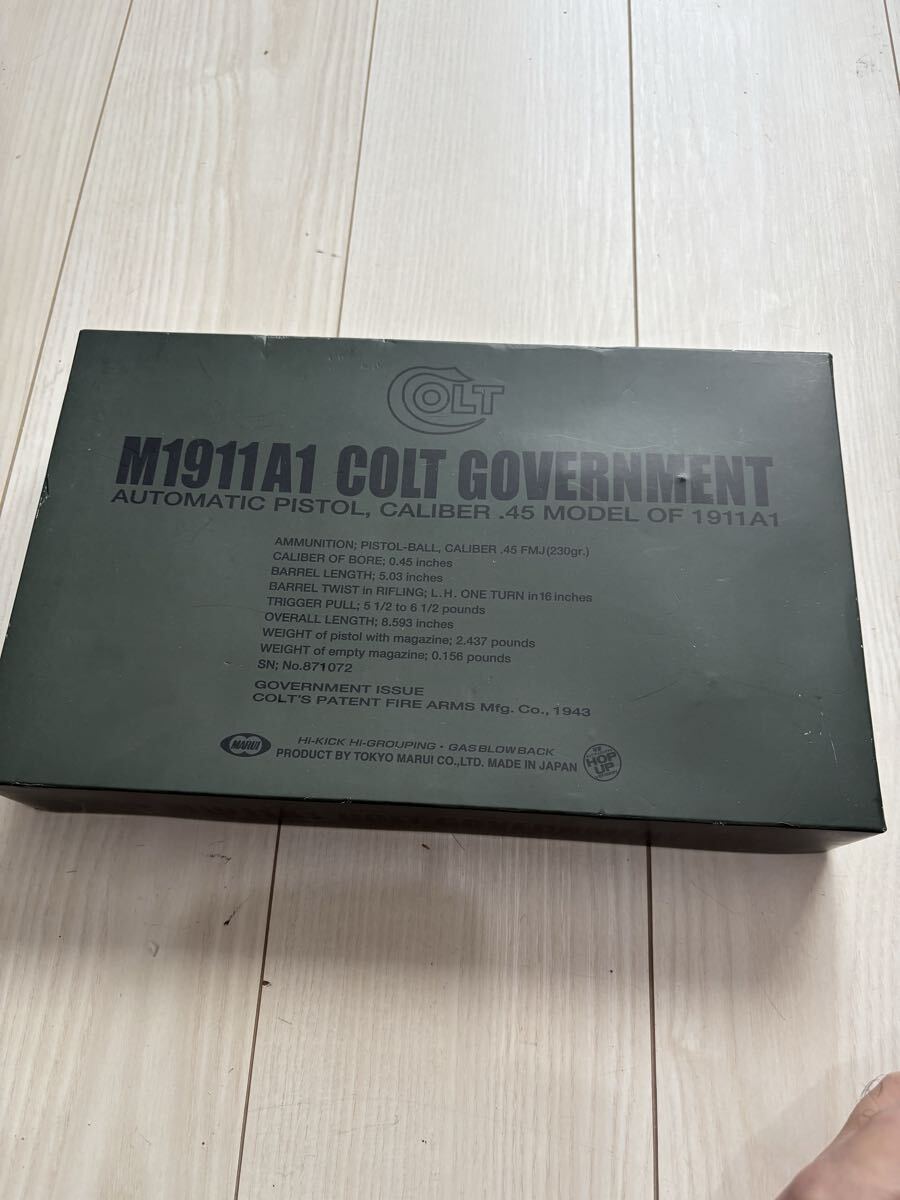 COLT
M1911A1 COLT GOVERNMENT
AUTOMATIC PISTOL, CALIBER .45 MODEL OF 1911A1
AMMUNITION; PISTOL-BALL, CALIBER .45 FMJ(230gr.)
CALIBER OF BORE; 0.45 inches
BARREL LENGTH; 5.03 inches
BARREL TWIST in RIFLING; L.H. ONE TURN in 16 inches
TRIGGER PULL; 5 1/2 to 6 1/2 pounds
OVERALL LENGTH; 8.593 inches
WEIGHT of pistol with magazine; 2.437 pounds
WEIGHT of empty magazine; 0.156 pounds
SN; No.871072
GOVERNMENT ISSUE
COLT'S PATENT FIRE ARMS Mfg. Co., 1943
MARUI
HI-KICK HI-GROUPING・GAS BLOW BACK
PRODUCT BY TOKYO MARUI CO.,LTD. MADE IN JAPAN
HOP
UP